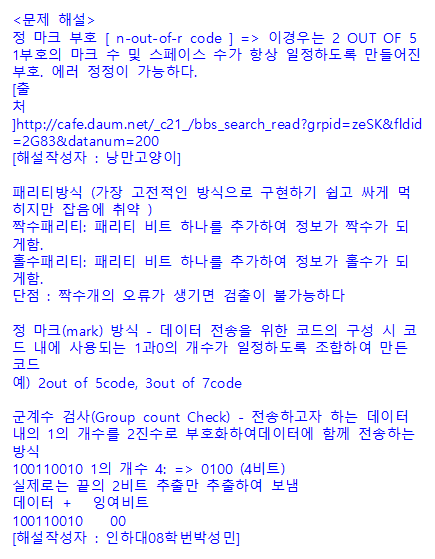 <문제 해설>
정 마크 부호 [ n-out-of-r code ] => 이경우는 2 OUT OF 5
1부호의 마크 수 및 스페이스 수가 항상 일정하도록 만들어진
부호. 에러 정정이 가능하다.
[출
처
]http://cafe.daum.net/_c21_/bbs_search_read?grpid=zeSK&fldid
=2G83&datanum=200
[해설작성자 : 낭만고양이]
패리티방식 (가장 고전적인 방식으로 구현하기 쉽고 싸게 먹
히지만 잡음에 취약 )
짝수패리티: 패리티 비트 하나를 추가하여 정보가 짝수가 되
게함.
홀수패리티: 패리티 비트 하나를 추가하여 정보가 홀수가 되
게함.
단점 : 짝수개의 오류가 생기면 검출이 불가능하다
정 마크(mark) 방식 - 데이터 전송을 위한 코드의 구성 시 코
드 내에 사용되는 1과0의 개수가 일정하도록 조합하여 만든
코드
예) 2out of 5code, 3out of 7code
군계수 검사(Group count Check) - 전송하고자 하는 데이터
내의 1의 개수를 2진수로 부호화하여데이터에 함께 전송하는
방식
100110010 1의 개수 4: => 0100 (4비트)
실제로는 끝의 2비트 추출만 추출하여 보냄
데이터 + 잉여비트
100110010 00
[해설작성자 : 인하대08학번박성민]